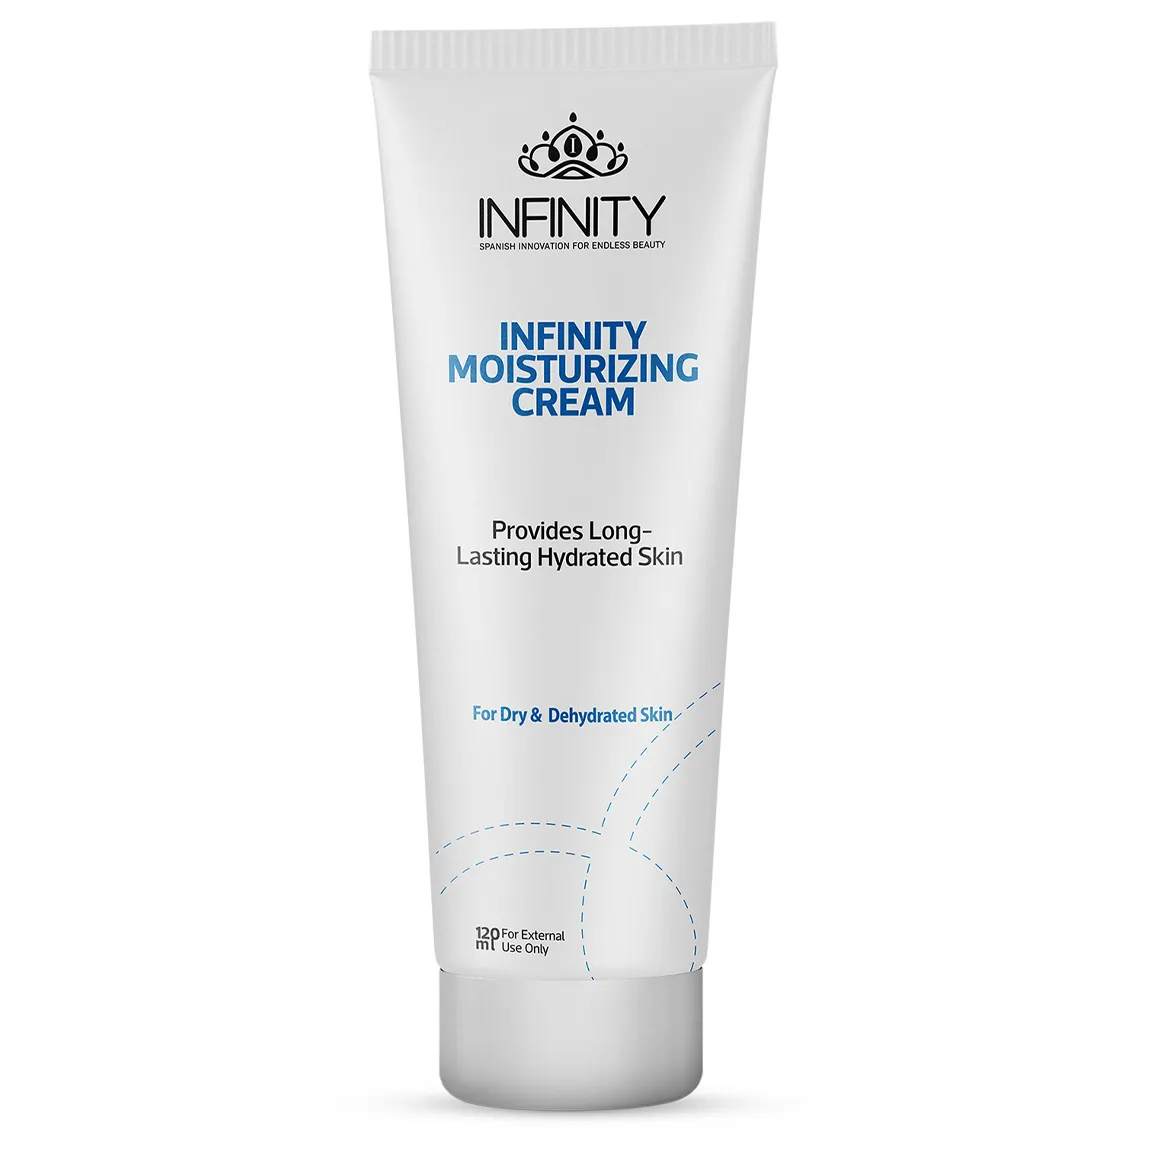 I
INFINITY
SPANISH INNOVATION FOR ENDLESS BEAUTY
INFINITY
MOISTURIZING
CREAM
Provides Long-
Lasting Hydrated Skin
For Dry & Dehydrated Skin
120 For External
ml Use Only